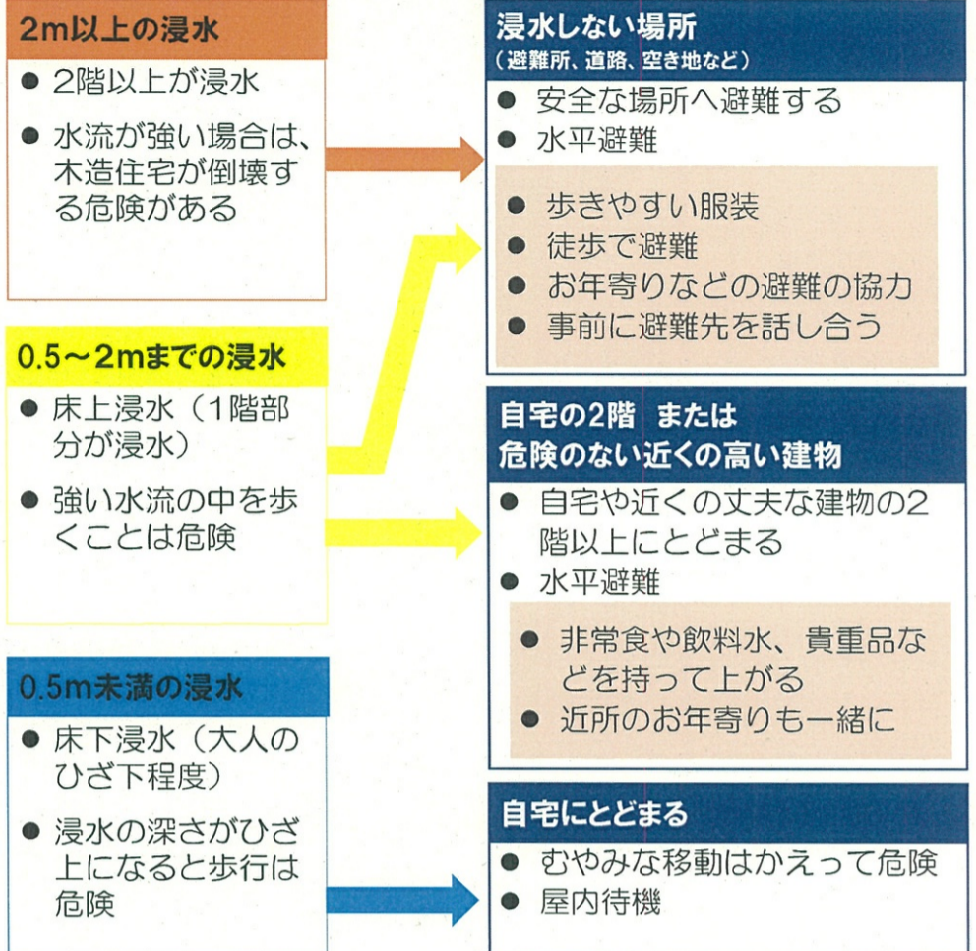 2m以上の浸水
● 2階以上が浸水
● 水流が強い場合は、
木造住宅が倒壊す
る危険がある
0.5～2mまでの浸水
● 床上浸水（1階部
分が浸水）
● 強い水流の中を歩
くことは危険
0.5m未満の浸水
● 床下浸水（大人の
ひざ下程度）
● 浸水の深さがひざ
上になると歩行は
危険
浸水しない場所
（避難所、道路、空き地など）
● 安全な場所へ避難する
● 水平避難
● 歩きやすい服装
● 徒歩で避難
● お年寄りなどの避難の協力
● 事前に避難先を話し合う
自宅の2階 または
危険のない近くの高い建物
● 自宅や近くの丈夫な建物の2
階以上にとどまる
● 水平避難
● 非常食や飲料水、貴重品な
どを持って上がる
● 近所のお年寄りも一緒に
自宅にとどまる
● むやみな移動はかえって危険
● 屋内待機